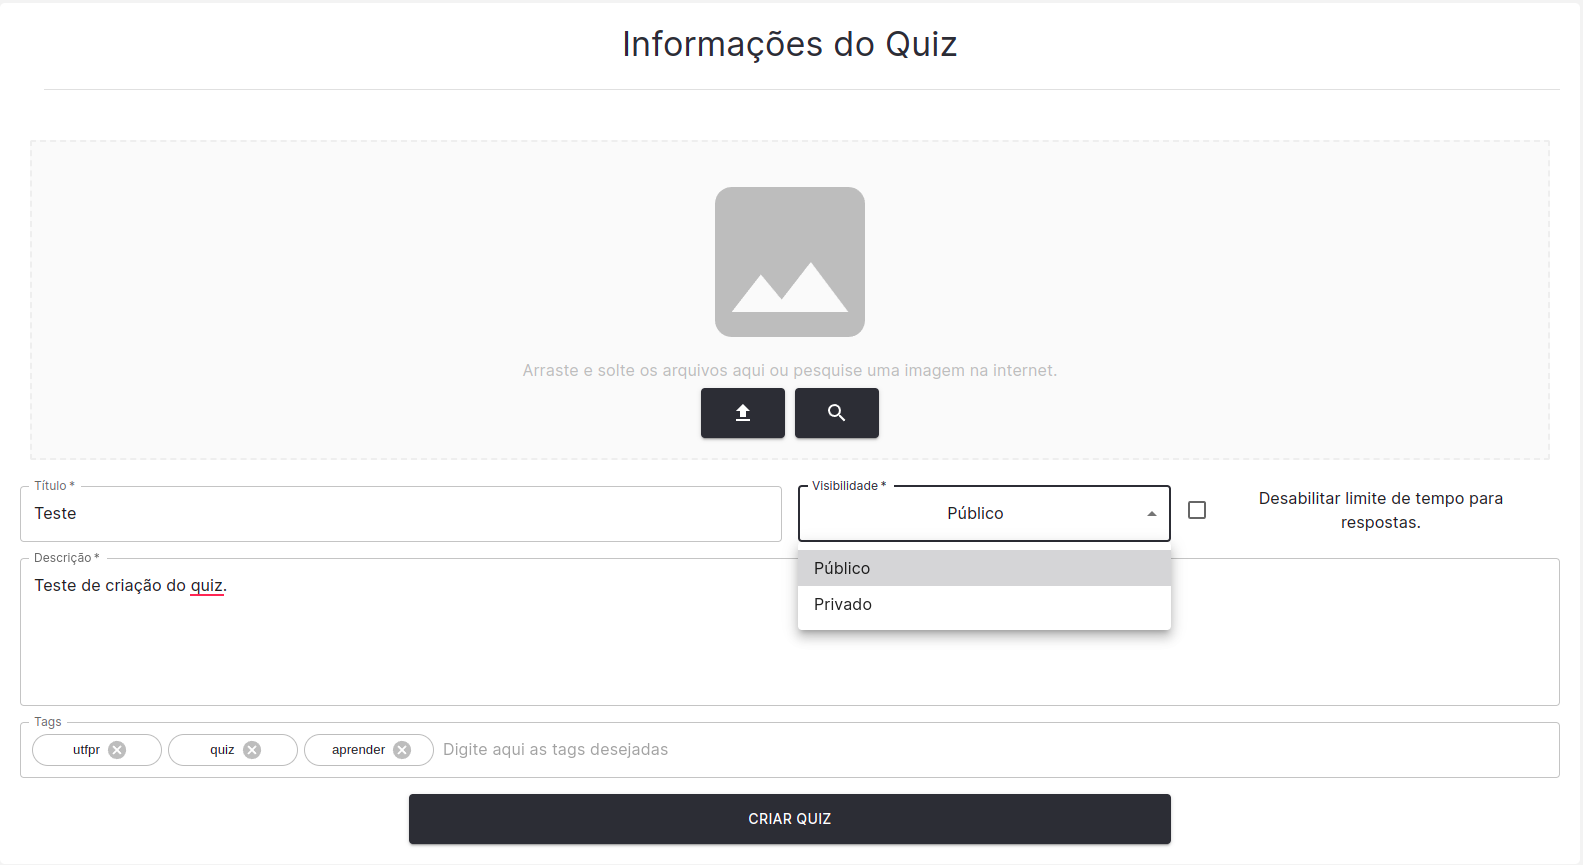 Informações do Quiz
Arraste e solte os arquivos aqui ou pesquise uma imagem na internet.
Título *
Teste
Visibilidade *
Público
Desabilitar limite de tempo para
respostas.
Público
Privado
Descrição *
Teste de criação do quiz.
Tags
utfpr quiz aprender Digite aqui as tags desejadas
CRIAR QUIZ